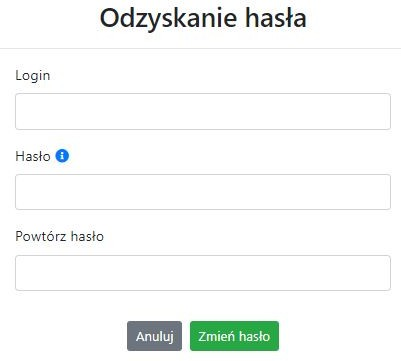 Odzyskanie hasła
Login
Hasło
Powtórz hasło
Anuluj Zmień hasło